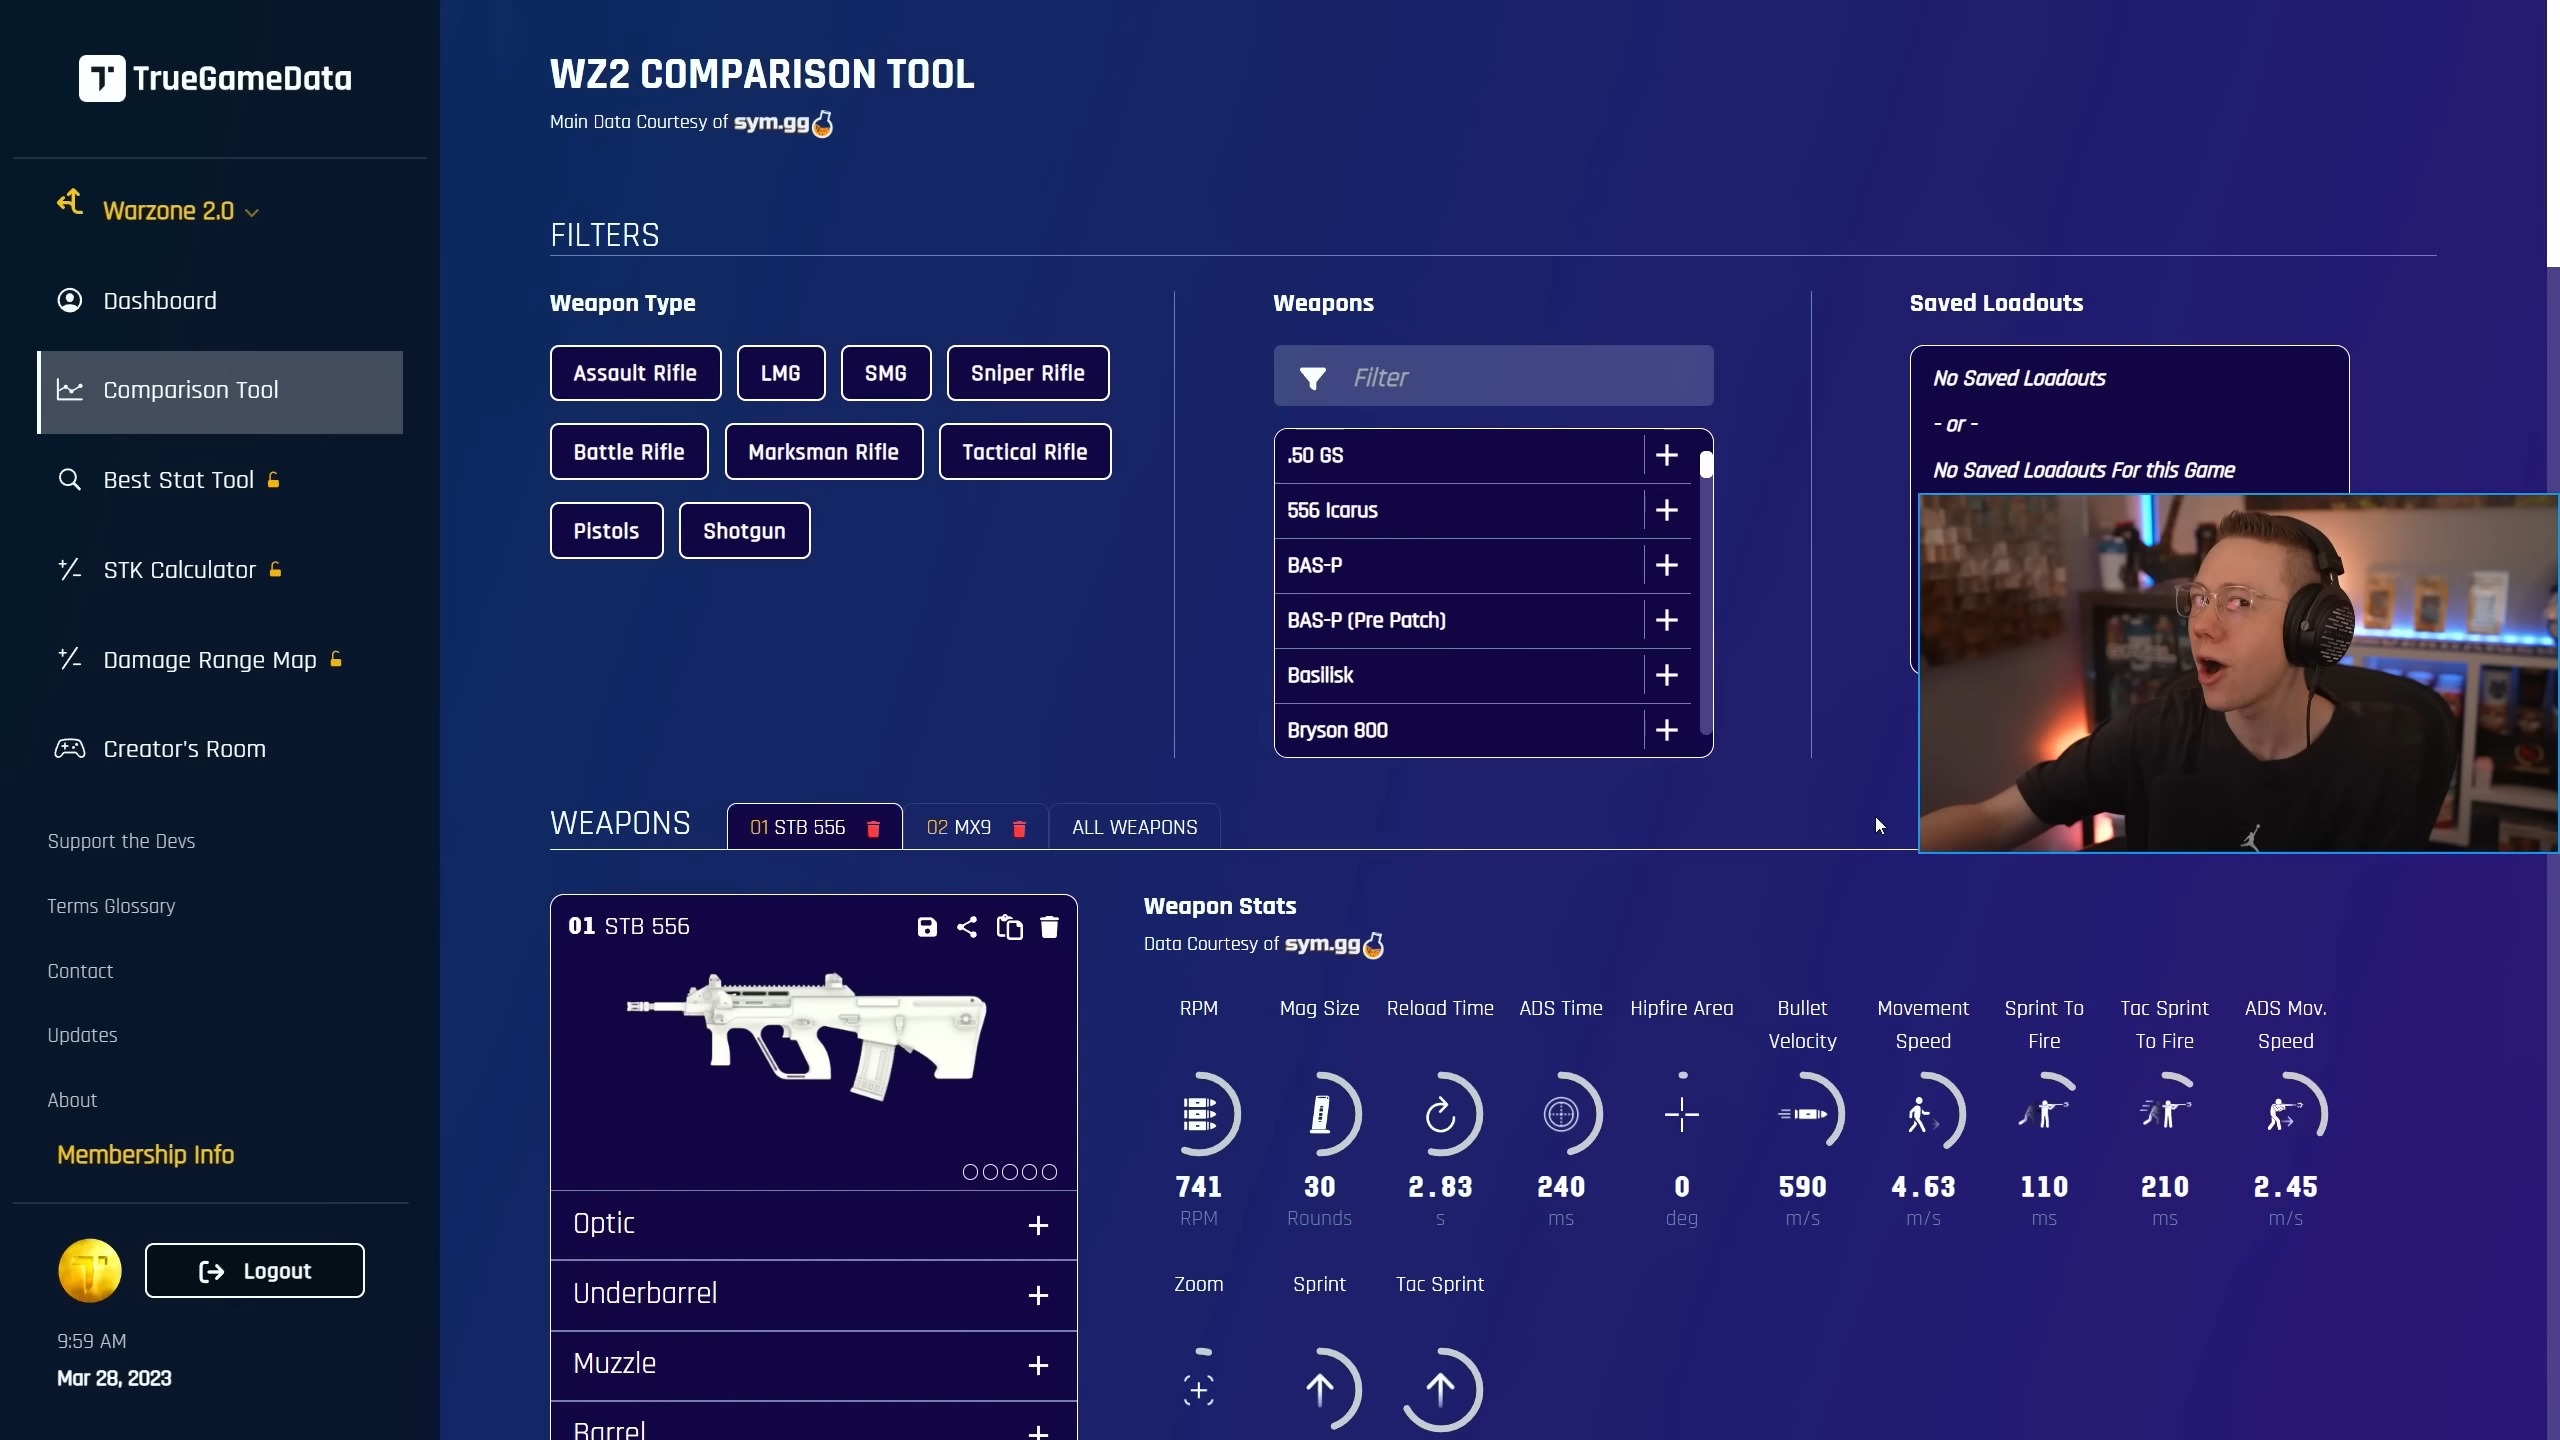 TrueGameData
Warzone 2.0
Dashboard
Comparison Tool
Best Stat Tool
STK Calculator
Damage Range Map
Creator's Room
Support the Devs
Terms Glossary
Contact
Updates
About
Membership Info
Logout
9:59 AM
Mar 28, 2023
WZ2 COMPARISON TOOL
Main Data Courtesy of sym.gg
FILTERS
Weapon Type
Assault Rifle LMG SMG Sniper Rifle
Battle Rifle Marksman Rifle Tactical Rifle
Pistols Shotgun
Weapons
Filter
.50 GS
556 Icarus
BAS-P
BAS-P (Pre Patch)
Basilisk
Bryson 800
Saved Loadouts
No Saved Loadouts
- or -
No Saved Loadouts For this Game
WEAPONS 01 STB 556 02 MX9 ALL WEAPONS
01 STB 556
Optic
Underbarrel
Muzzle
Barrel
Weapon Stats
Data Courtesy of sym.gg
RPM Mag Size Reload Time ADS Time Hipfire Area Bullet Movement Sprint To Tac Sprint ADS Mov.
Velocity Speed Fire To Fire Speed
741 30 2.83 240 0 590 4.63 110 210 2.45
RPM Rounds s ms deg m/s m/s ms ms m/s
Zoom Sprint Tac Sprint